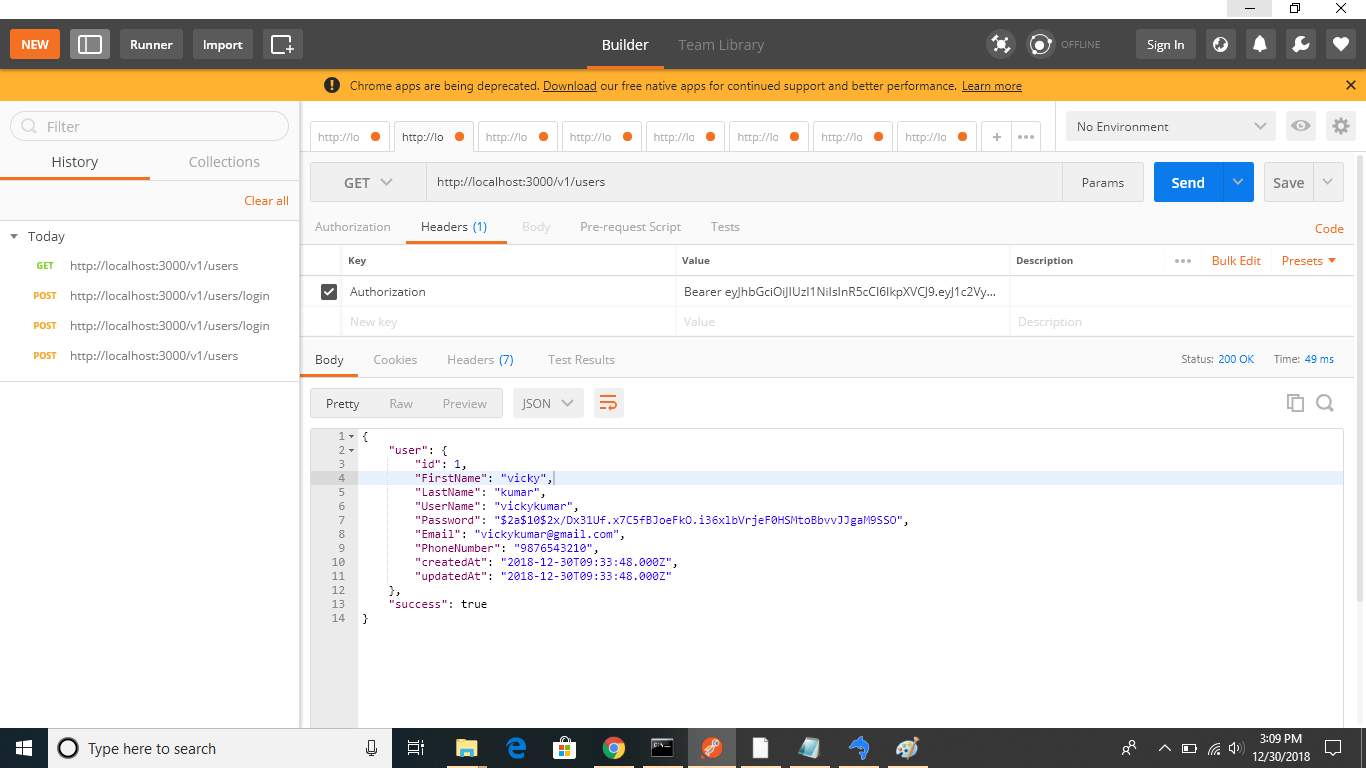 NEW Runner Import Builder Team Library OFFLINE Sign In
Chrome apps are being deprecated. Download our free native apps for continued support and better performance. Learn more
Filter
History Collections
Clear all
Today
GET http://localhost:3000/v1/users
POST http://localhost:3000/v1/users/login
POST http://localhost:3000/v1/users/login
POST http://localhost:3000/v1/users
http://lo http://lo http://lo http://lo http://lo http://lo http://lo http://lo + ••• No Environment
GET http://localhost:3000/v1/users Params Send Save
Authorization Headers (1) Body Pre-request Script Tests Code
Key Value Description ••• Bulk Edit Presets
Authorization Bearer eyJhbGciOiJIUzI1NiIsInR5cCI6IkpXVCJ9.eyJ1c2Vy...
New key Value Description
Body Cookies Headers (7) Test Results Status: 200 OK Time: 49 ms
Pretty Raw Preview JSON
1 {
2 "user": {
3 "id": 1,
4 "FirstName": "vicky",
5 "LastName": "kumar",
6 "UserName": "vickykumar",
7 "Password": "$2a$10$2x/Dx31Uf.x7C5fBJoeFkO.i36xlbVrjeF0HSMtoBbvvJJgaM9SSO",
8 "Email": "vickykumar@gmail.com",
9 "PhoneNumber": "9876543210",
10 "createdAt": "2018-12-30T09:33:48.000Z",
11 "updatedAt": "2018-12-30T09:33:48.000Z"
12 },
13 "success": true
14 }
Type here to search
3:09 PM
12/30/2018